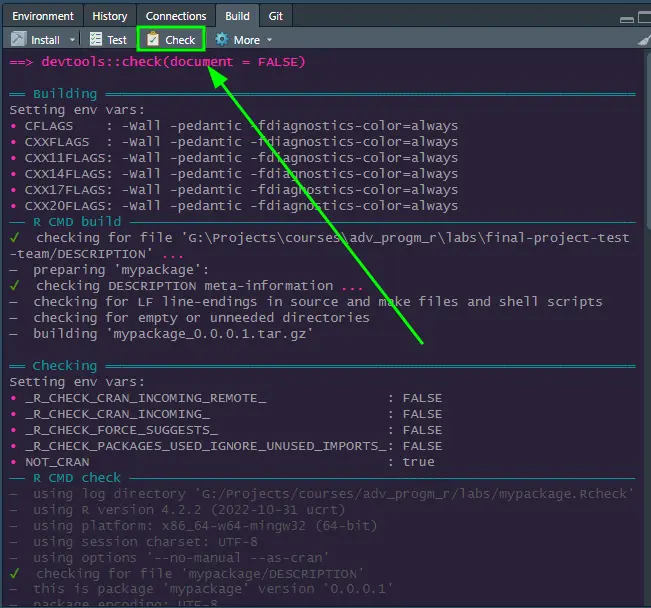 Environment History Connections Build Git
Install Test Check More
==> devtools::check(document = FALSE)
══ Building ══
Setting env vars:
• CFLAGS    : -Wall -pedantic -fdiagnostics-color=always
• CXXFLAGS  : -Wall -pedantic -fdiagnostics-color=always
• CXX11FLAGS: -Wall -pedantic -fdiagnostics-color=always
• CXX14FLAGS: -Wall -pedantic -fdiagnostics-color=always
• CXX17FLAGS: -Wall -pedantic -fdiagnostics-color=always
• CXX20FLAGS: -Wall -pedantic -fdiagnostics-color=always
── R CMD build ──
✓  checking for file 'G:\Projects\courses\adv_progm_r\labs\final-project-test
-team/DESCRIPTION' ...
─  preparing 'mypackage':
✓  checking DESCRIPTION meta-information ...
─  checking for LF line-endings in source and make files and shell scripts
─  checking for empty or unneeded directories
─  building 'mypackage_0.0.0.1.tar.gz'
══ Checking ══
Setting env vars:
• _R_CHECK_CRAN_INCOMING_REMOTE_               : FALSE
• _R_CHECK_CRAN_INCOMING_                      : FALSE
• _R_CHECK_FORCE_SUGGESTS_                     : FALSE
• _R_CHECK_PACKAGES_USED_IGNORE_UNUSED_IMPORTS_: FALSE
• NOT_CRAN                                     : true
── R CMD check ──
─  using log directory 'G:/Projects/courses/adv_progm_r/labs/mypackage.Rcheck'
─  using R version 4.2.2 (2022-10-31 ucrt)
─  using platform: x86_64-w64-mingw32 (64-bit)
─  using session charset: UTF-8
─  using options '--no-manual --as-cran'
✓  checking for file 'mypackage/DESCRIPTION'
─  this is package 'mypackage' version '0.0.0.1'
─  package encoding: UTF-8